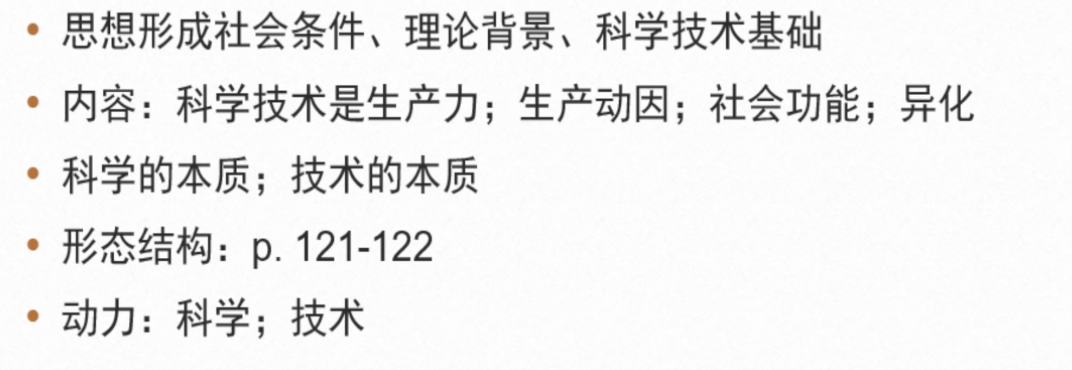 • 思想形成社会条件、理论背景、科学技术基础
• 内容：科学技术是生产力；生产动因；社会功能；异化
• 科学的本质；技术的本质
• 形态结构：p. 121-122
• 动力：科学；技术